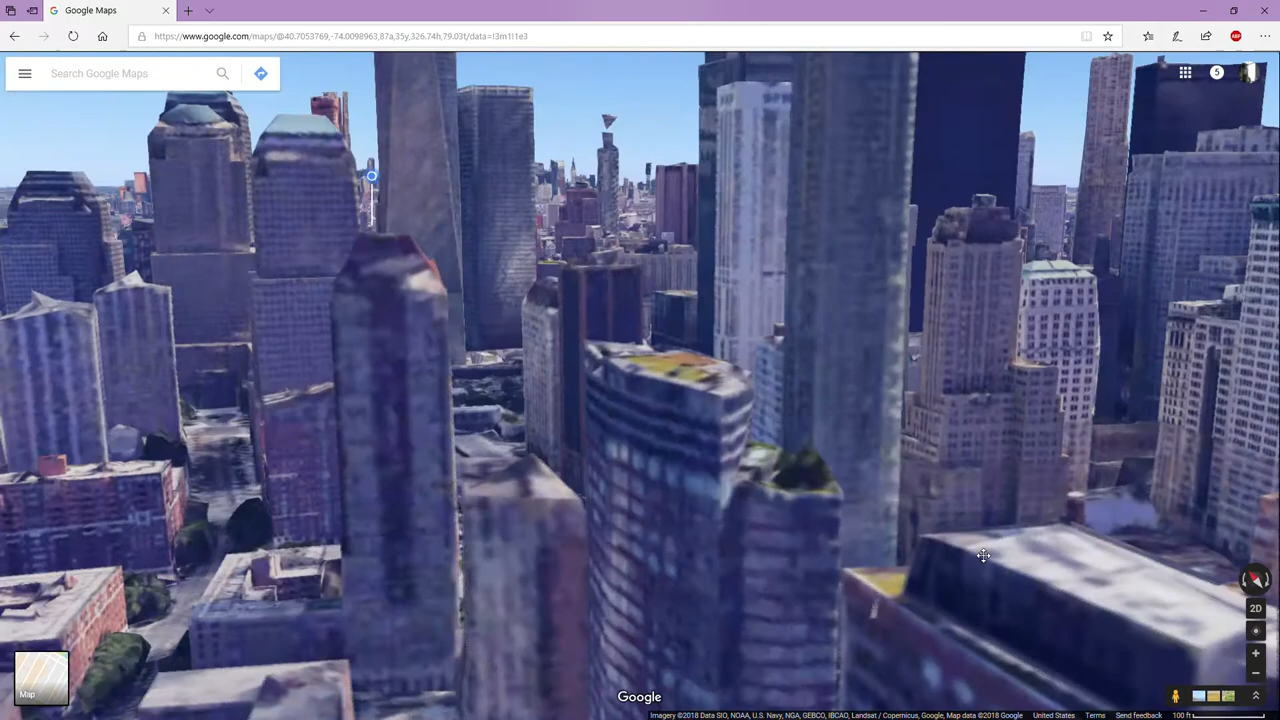 Google Maps
https://www.google.com/maps/@40.7053769,-74.0098963,87a,35y,326.74h,79.03t/data=!3m1!1e3
Search Google Maps
5
ABP
2D
Map
Google
Imagery ©2018 Data SIO, NOAA, U.S. Navy, NGA, GEBCO, IBCAO, Landsat / Copernicus, Google, Map data ©2018 Google United States Terms Send feedback 100 ft